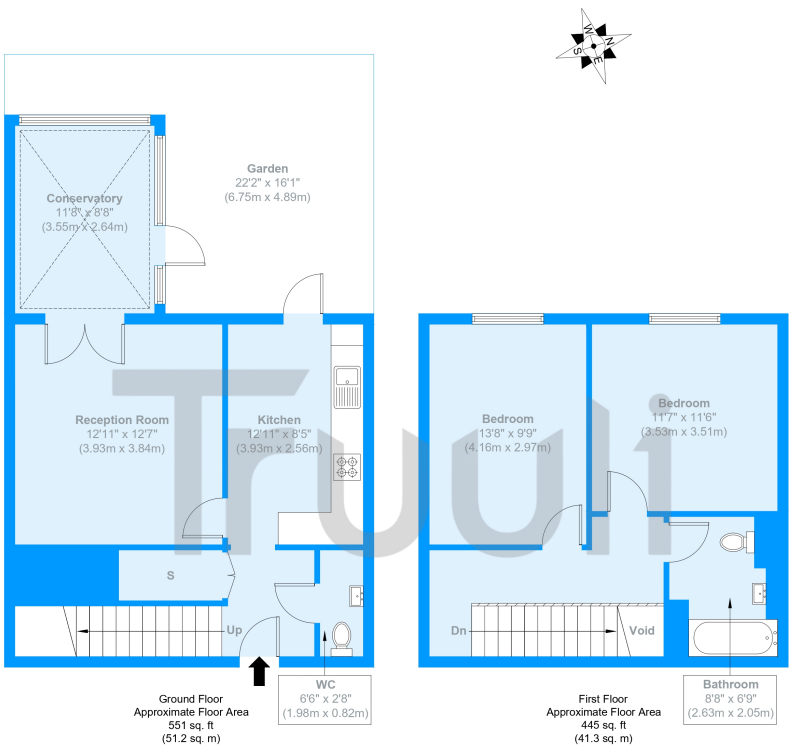 W
N
S
E
Garden
22'2" x 16'1"
(6.75m x 4.89m)
Conservatory
11'8" x 8'8"
(3.55m x 2.64m)
Reception Room
12'11" x 12'7"
(3.93m x 3.84m)
Kitchen
12'11" x 8'5"
(3.93m x 2.56m)
Bedroom
13'8" x 9'9"
(4.16m x 2.97m)
Bedroom
11'7" x 11'6"
(3.53m x 3.51m)
Truuli
S
Up
Dn
Void
WC
6'6" x 2'8"
(1.98m x 0.82m)
Bathroom
8'8" x 6'9"
(2.63m x 2.05m)
Ground Floor
Approximate Floor Area
551 sq. ft
(51.2 sq. m)
First Floor
Approximate Floor Area
445 sq. ft
(41.3 sq. m)